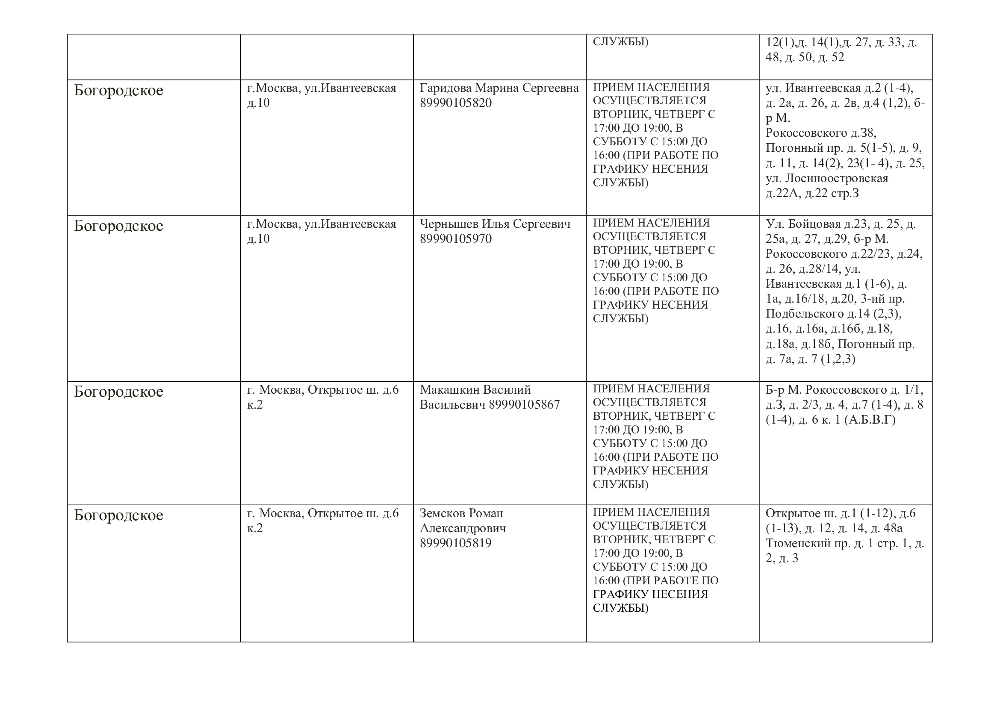 СЛУЖБЫ)
12(1),д. 14(1),д. 27, д. 33, д.
48, д. 50, д. 52
Богородское
г.Москва, ул.Ивантеевская
д.10
Гаридова Марина Сергеевна
89990105820
ПРИЕМ НАСЕЛЕНИЯ
ОСУЩЕСТВЛЯЕТСЯ
ВТОРНИК, ЧЕТВЕРГ С
17:00 ДО 19:00, В
СУББОТУ С 15:00 ДО
16:00 (ПРИ РАБОТЕ ПО
ГРАФИКУ НЕСЕНИЯ
СЛУЖБЫ)
ул. Ивантеевская д.2 (1-4),
д. 2а, д. 26, д. 2в, д.4 (1,2), б-
р М.
Рокоссовского д.З8,
Погонный пр. д. 5(1-5), д. 9,
д. 11, д. 14(2), 23(1- 4), д. 25,
ул. Лосиноостровская
д.22А, д.22 стр.З
Богородское
г.Москва, ул.Ивантеевская
д.10
Чернышев Илья Сергеевич
89990105970
ПРИЕМ НАСЕЛЕНИЯ
ОСУЩЕСТВЛЯЕТСЯ
ВТОРНИК, ЧЕТВЕРГ С
17:00 ДО 19:00, В
СУББОТУ С 15:00 ДО
16:00 (ПРИ РАБОТЕ ПО
ГРАФИКУ НЕСЕНИЯ
СЛУЖБЫ)
Ул. Бойцовая д.23, д. 25, д.
25а, д. 27, д.29, б-р М.
Рокоссовского д.22/23, д.24,
д. 26, д.28/14, ул.
Ивантеевская д.1 (1-6), д.
1а, д.16/18, д.20, 3-ий пр.
Подбельского д.14 (2,3),
д.16, д.16а, д.16б, д.18,
д.18а, д.18б, Погонный пр.
д. 7а, д. 7 (1,2,3)
Богородское
г. Москва, Открытое ш. д.6
к.2
Макашкин Василий
Васильевич 89990105867
ПРИЕМ НАСЕЛЕНИЯ
ОСУЩЕСТВЛЯЕТСЯ
ВТОРНИК, ЧЕТВЕРГ С
17:00 ДО 19:00, В
СУББОТУ С 15:00 ДО
16:00 (ПРИ РАБОТЕ ПО
ГРАФИКУ НЕСЕНИЯ
СЛУЖБЫ)
Б-р М. Рокоссовского д. 1/1,
д.З, д. 2/3, д. 4, д.7 (1-4), д. 8
(1-4), д. 6 к. 1 (А.Б.В.Г)
Богородское
г. Москва, Открытое ш. д.6
к.2
Земсков Роман
Александрович
89990105819
ПРИЕМ НАСЕЛЕНИЯ
ОСУЩЕСТВЛЯЕТСЯ
ВТОРНИК, ЧЕТВЕРГ С
17:00 ДО 19:00, В
СУББОТУ С 15:00 ДО
16:00 (ПРИ РАБОТЕ ПО
ГРАФИКУ НЕСЕНИЯ
СЛУЖБЫ)
Открытое ш. д.1 (1-12), д.6
(1-13), д. 12, д. 14, д. 48а
Тюменский пр. д. 1 стр. 1, д.
2, д. 3